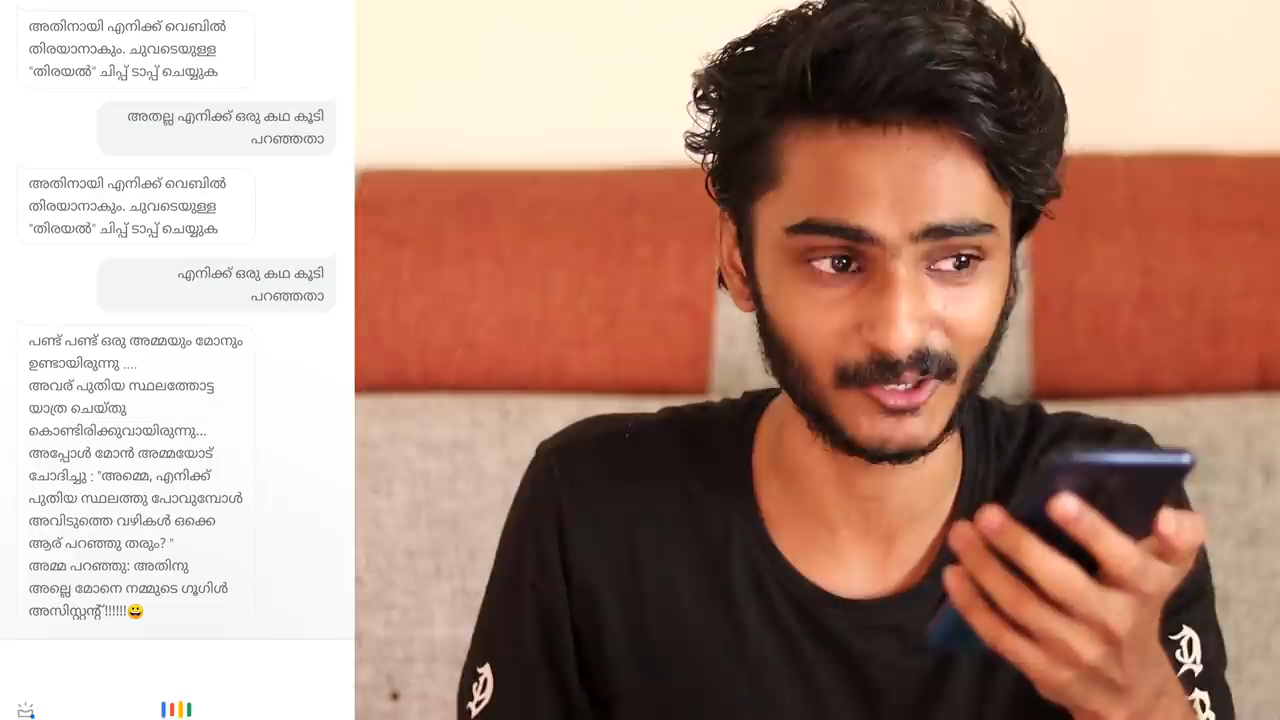 അതിനായി എനിക്ക് വെബിൽ
തിരയാനാകും. ചുവടെയുള്ള
"തിരയൽ" ചിപ്പ് ടാപ്പ് ചെയ്യുക
അതല്ല എനിക്ക് ഒരു കഥ കൂടി
പറഞ്ഞതാ
അതിനായി എനിക്ക് വെബിൽ
തിരയാനാകും. ചുവടെയുള്ള
"തിരയൽ" ചിപ്പ് ടാപ്പ് ചെയ്യുക
എനിക്ക് ഒരു കഥ കൂടി
പറഞ്ഞതാ
പണ്ട് പണ്ട് ഒരു അമ്മയും മോനും
ഉണ്ടായിരുന്നു ....
അവര് പുതിയ സ്ഥലത്തോട്ട
യാത്ര ചെയ്തു
കൊണ്ടിരിക്കുവായിരുന്നു...
അപ്പോൾ മോൻ അമ്മയോട്
ചോദിച്ചു : "അമ്മെ, എനിക്ക്
പുതിയ സ്ഥലത്തു പോവുമ്പോൾ
അവിടുത്തെ വഴികൾ ഒക്കെ
ആര് പറഞ്ഞു തരും? "
അമ്മ പറഞ്ഞു: അതിനു
അല്ലെ മോനെ നമ്മുടെ ഗൂഗിൾ
അസിസ്റ്റന്റ് !!!!!!😀